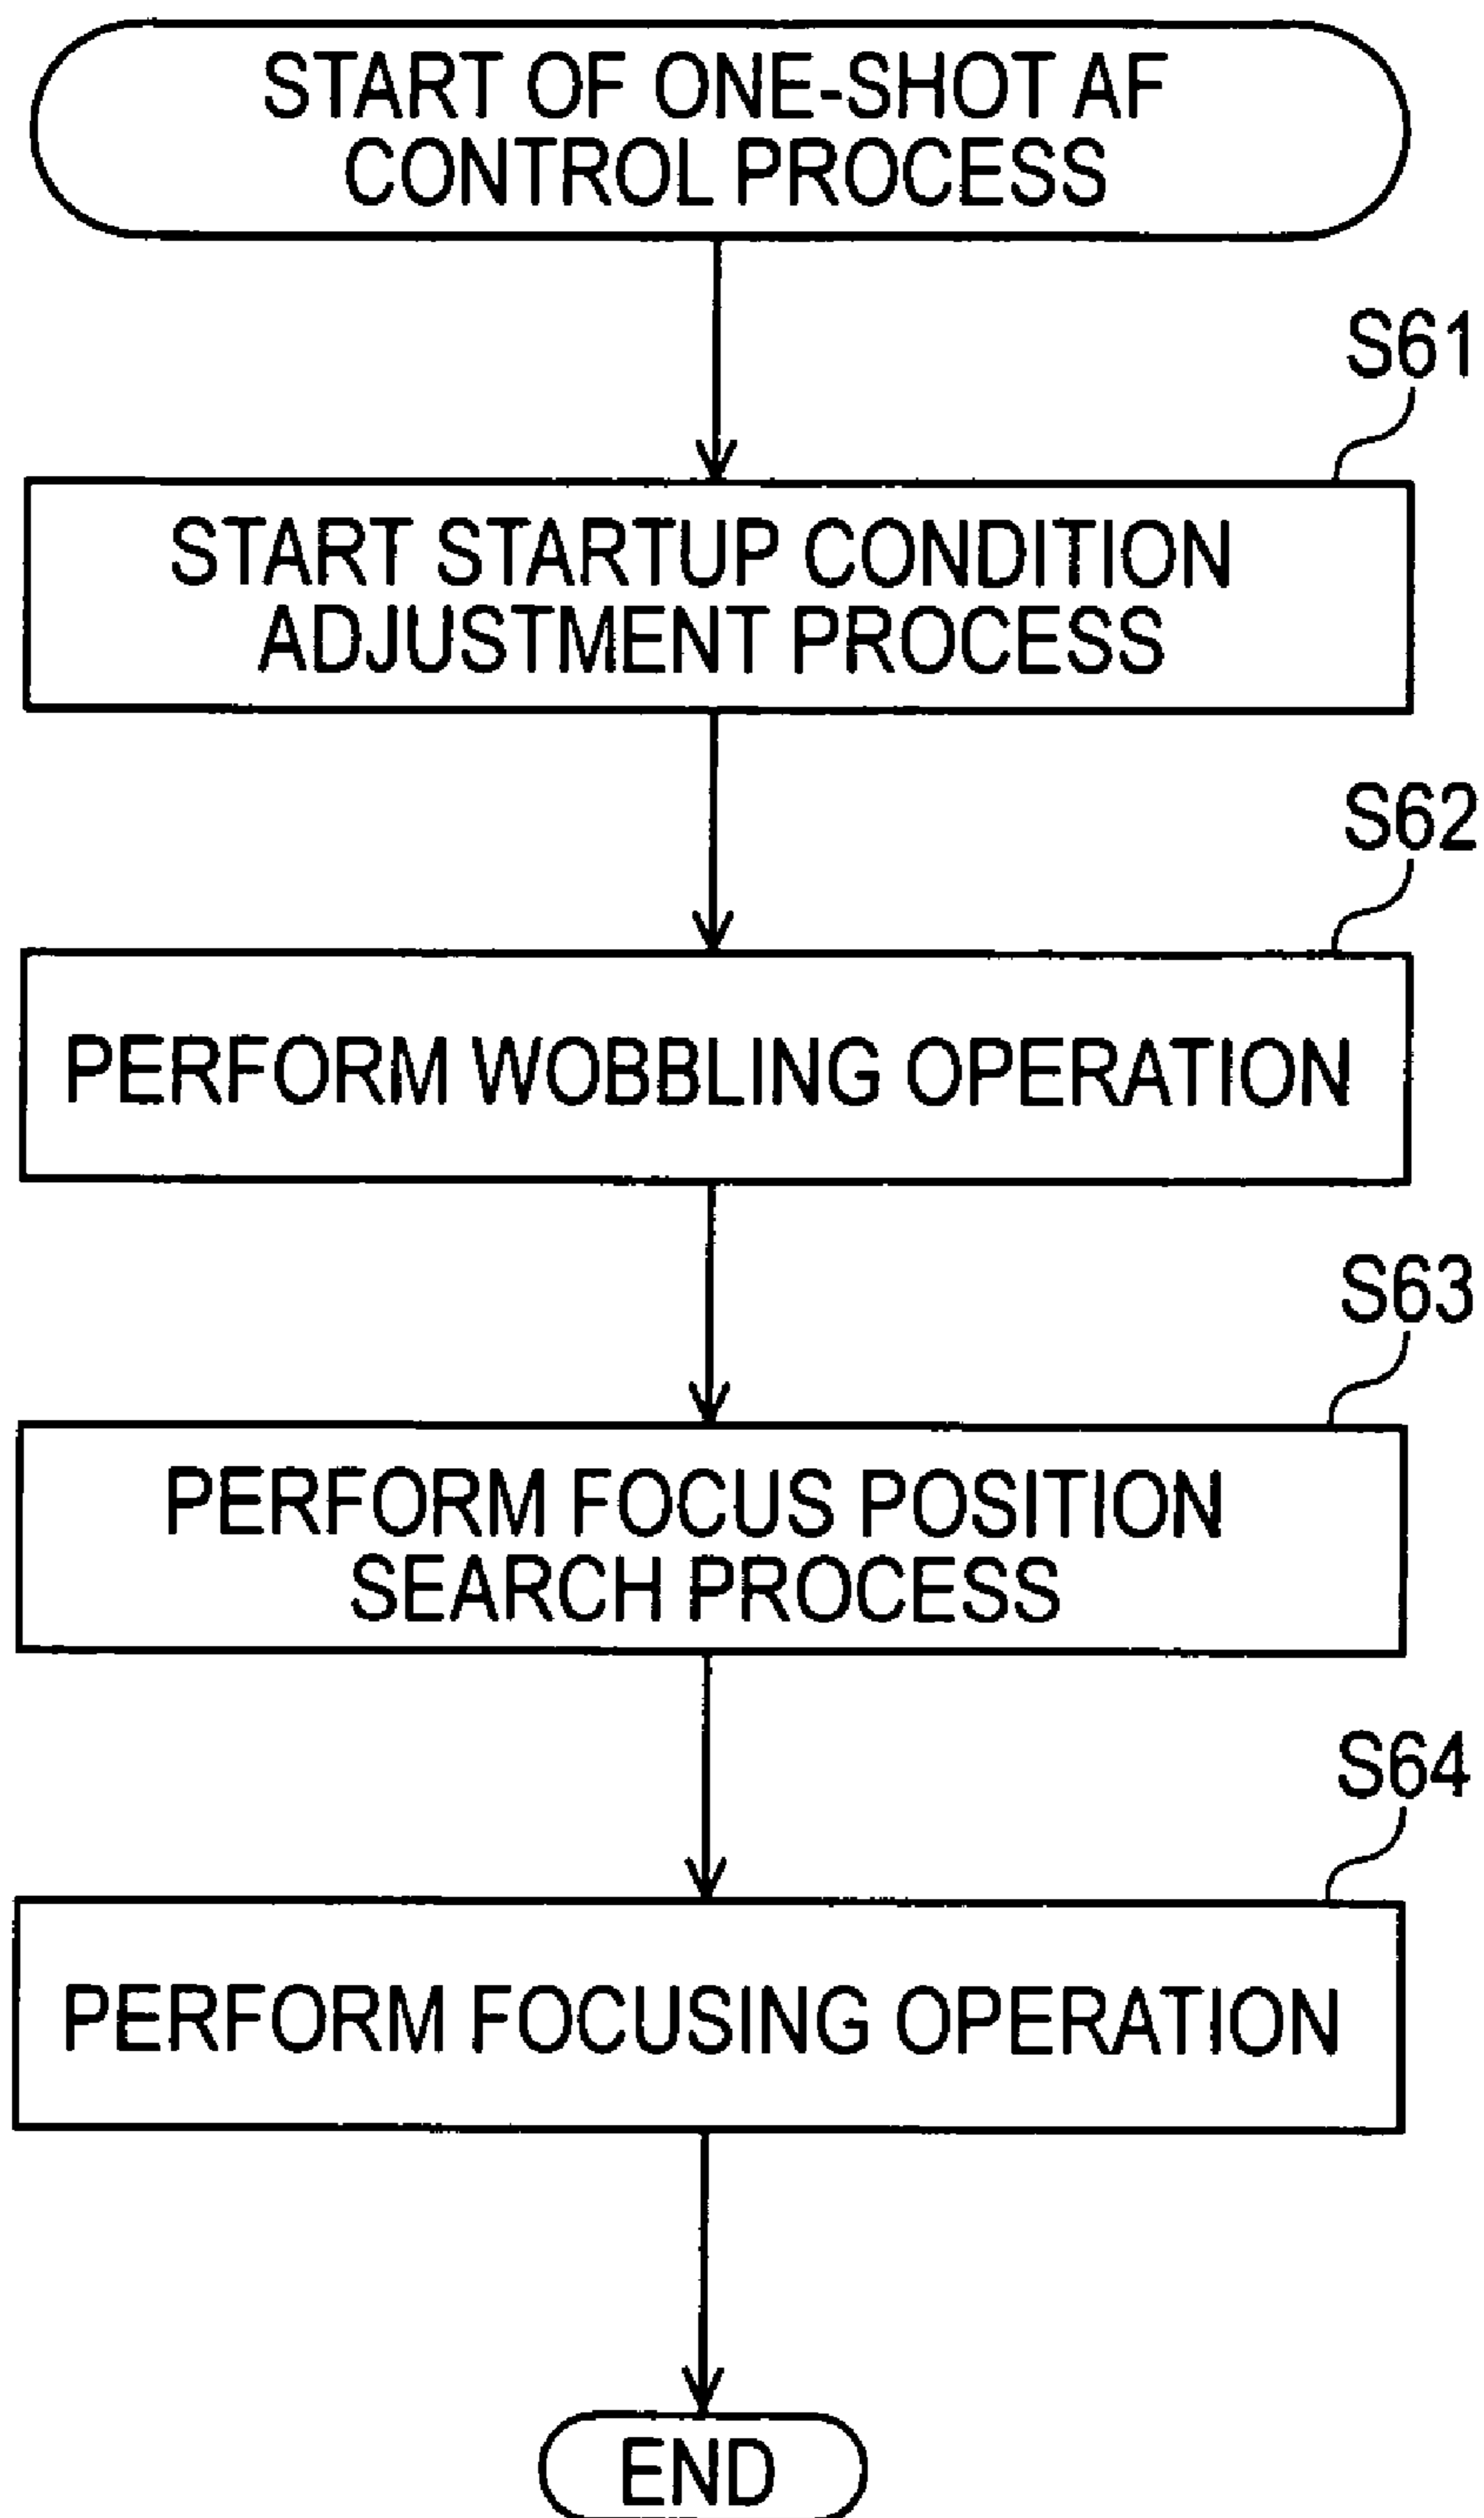 START OF ONE-SHOT AF
CONTROL PROCESS
S61
START STARTUP CONDITION
ADJUSTMENT PROCESS
S62
PERFORM WOBBLING OPERATION
S63
PERFORM FOCUS POSITION
SEARCH PROCESS
S64
PERFORM FOCUSING OPERATION
END